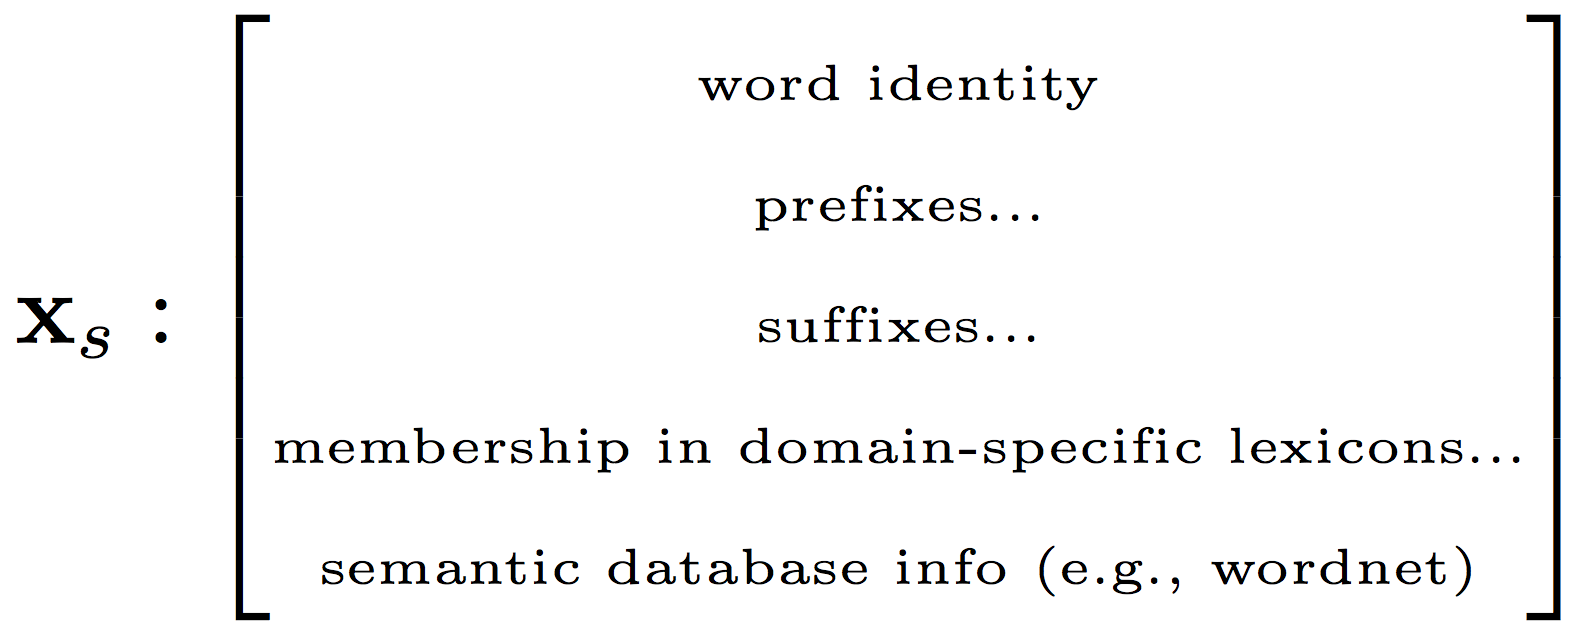 word identity
prefixes...
suffixes...
x_s :
membership in domain-specific lexicons...
semantic database info (e.g., wordnet)